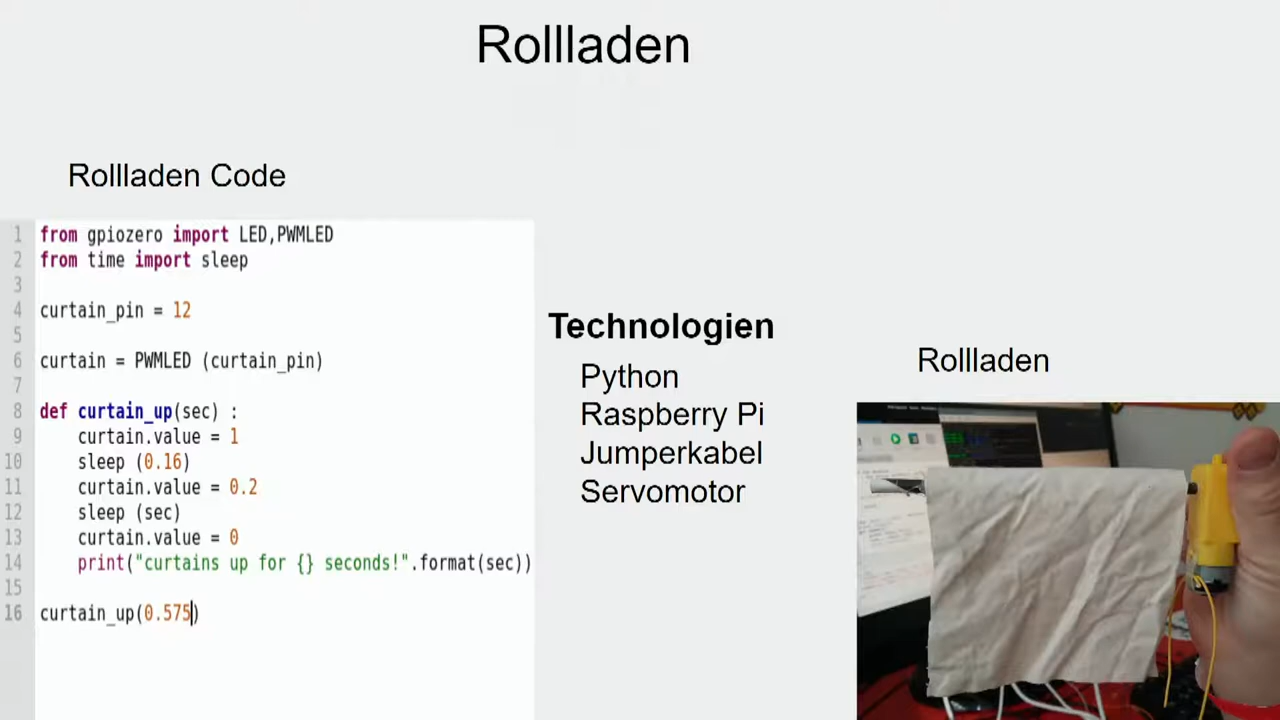 Rollladen
Rollladen Code
1 from gpiozero import LED,PWMLED
2 from time import sleep
3
4 curtain_pin = 12
5
6 curtain = PWMLED (curtain_pin)
7
8 def curtain_up(sec) :
9 curtain.value = 1
10 sleep (0.16)
11 curtain.value = 0.2
12 sleep (sec)
13 curtain.value = 0
14 print("curtains up for {} seconds!".format(sec))
15
16 curtain_up(0.575)
Technologien
Python
Raspberry Pi
Jumperkabel
Servomotor
Rollladen